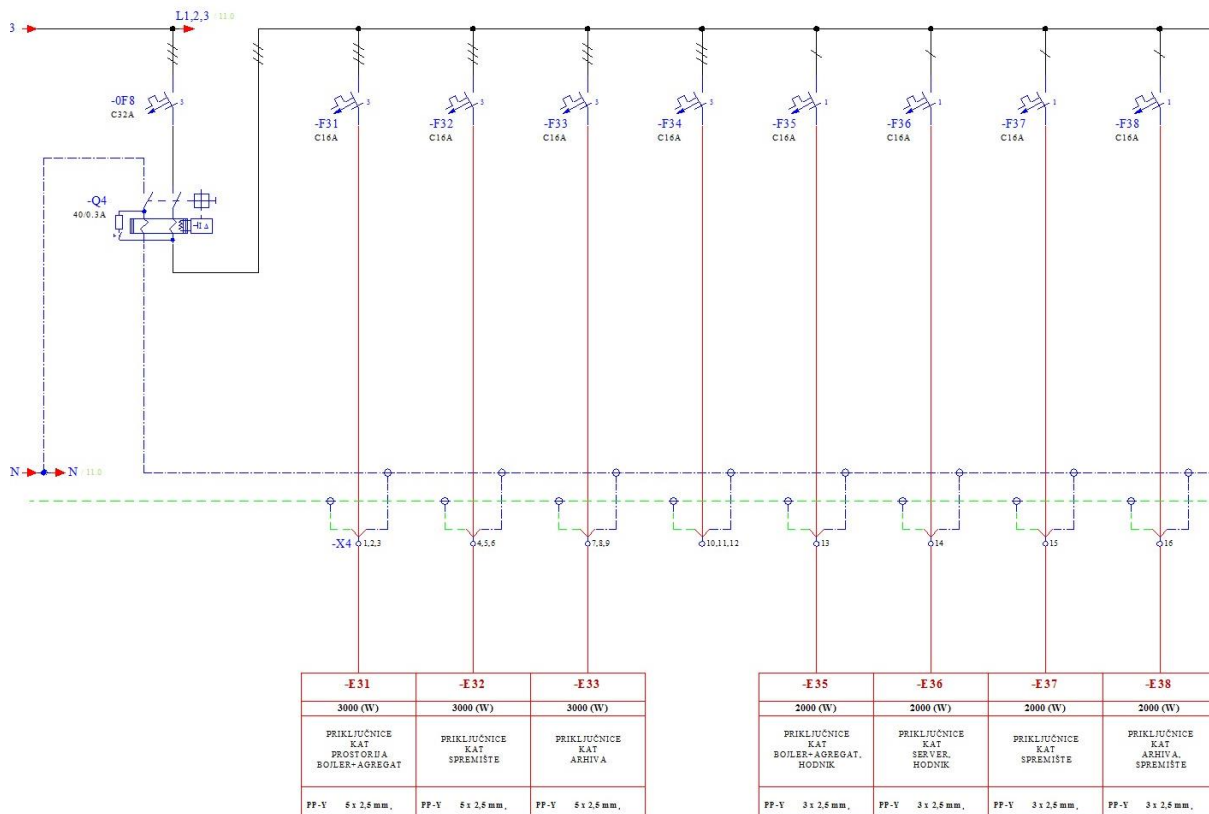 L1,2,3 / 11.0
3
-0F8
C32A
3
-F31
C16A
3
-F32
C16A
3
-F33
C16A
3
-F34
C16A
3
-F35
C16A
1
-F36
C16A
1
-F37
C16A
1
-F38
C16A
1
-Q4
40/0.3A
I Δ
N N / 11.0
-X4 1,2,3 4,5,6 7,8,9 10,11,12 13 14 15 16
-E31 -E32 -E33 -E35 -E36 -E37 -E38
3000 (W) 3000 (W) 3000 (W) 2000 (W) 2000 (W) 2000 (W) 2000 (W)
PRIKLJUČNICE
KAT
PROSTORIJA
BOJLER+AGREGAT
PRIKLJUČNICE
KAT
SPREMIŠTE
PRIKLJUČNICE
KAT
ARHIVA
PRIKLJUČNICE
KAT
BOJLER+AGREGAT,
HODNIK
PRIKLJUČNICE
KAT
SERVER,
HODNIK
PRIKLJUČNICE
KAT
SPREMIŠTE
PRIKLJUČNICE
KAT
ARHIVA,
SPREMIŠTE
PP-Y 5 x 2,5 mm, PP-Y 5 x 2,5 mm, PP-Y 5 x 2,5 mm, PP-Y 3 x 2,5 mm, PP-Y 3 x 2,5 mm, PP-Y 3 x 2,5 mm, PP-Y 3 x 2,5 mm,